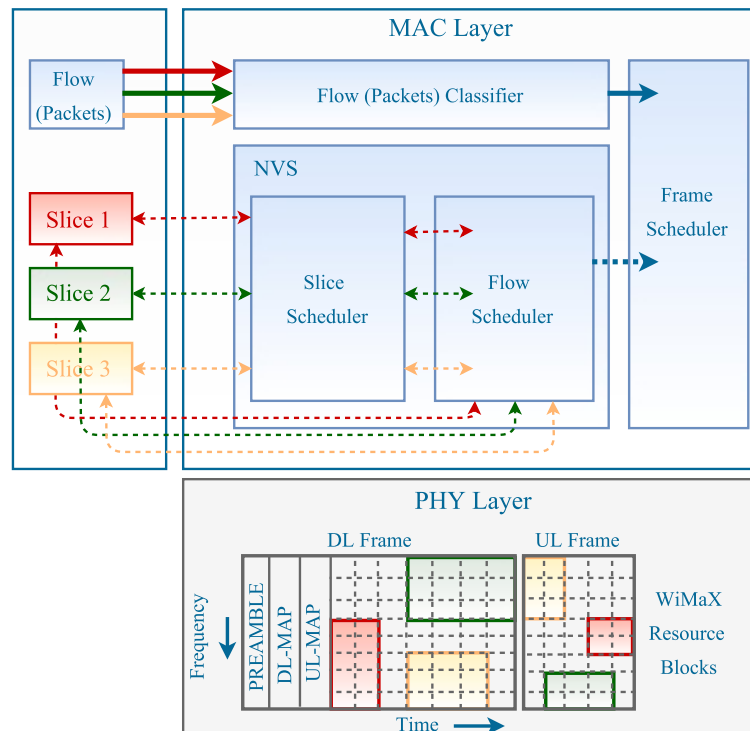 MAC Layer
Flow
(Packets)
Flow (Packets) Classifier
NVS
Slice 1
Slice 2
Slice 3
Slice
Scheduler
Flow
Scheduler
Frame
Scheduler
PHY Layer
DL Frame
UL Frame
Frequency
PREAMBLE
DL-MAP
UL-MAP
WiMaX
Resource
Blocks
Time